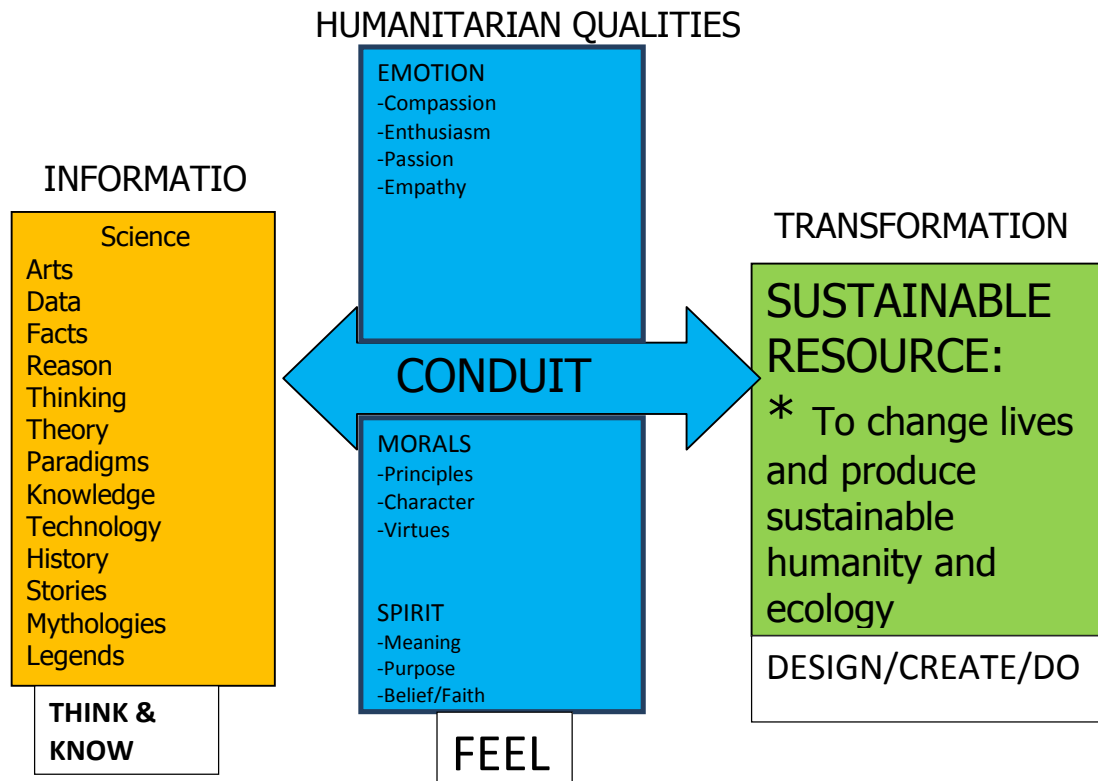 HUMANITARIAN QUALITIES
EMOTION
-Compassion
-Enthusiasm
-Passion
-Empathy
INFORMATIO
Science
Arts
Data
Facts
Reason
Thinking
Theory
Paradigms
Knowledge
Technology
History
Stories
Mythologies
Legends
THINK &
KNOW
CONDUIT
MORALS
-Principles
-Character
-Virtues
SPIRIT
-Meaning
-Purpose
-Belief/Faith
FEEL
TRANSFORMATION
SUSTAINABLE
RESOURCE:
* To change lives
and produce
sustainable
humanity and
ecology
DESIGN/CREATE/DO